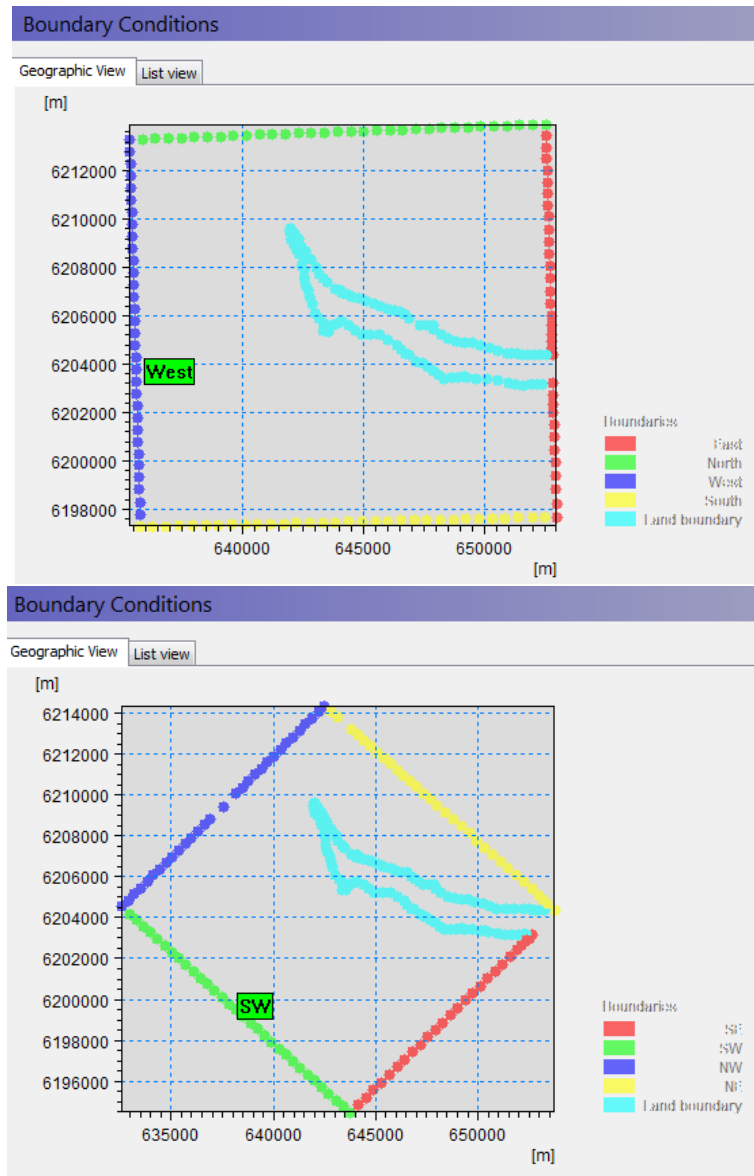 Boundary Conditions
Geographic View List view
[m]
6212000
6210000
6208000
6206000
6204000
6202000
6200000
6198000
West
640000 645000 650000
[m]
Boundaries
East
North
West
South
Land boundary
Boundary Conditions
Geographic View List view
[m]
6214000
6212000
6210000
6208000
6206000
6204000
6202000
6200000
6198000
6196000
SW
635000 640000 645000 650000
[m]
Boundaries
SE
SW
NW
NE
Land boundary